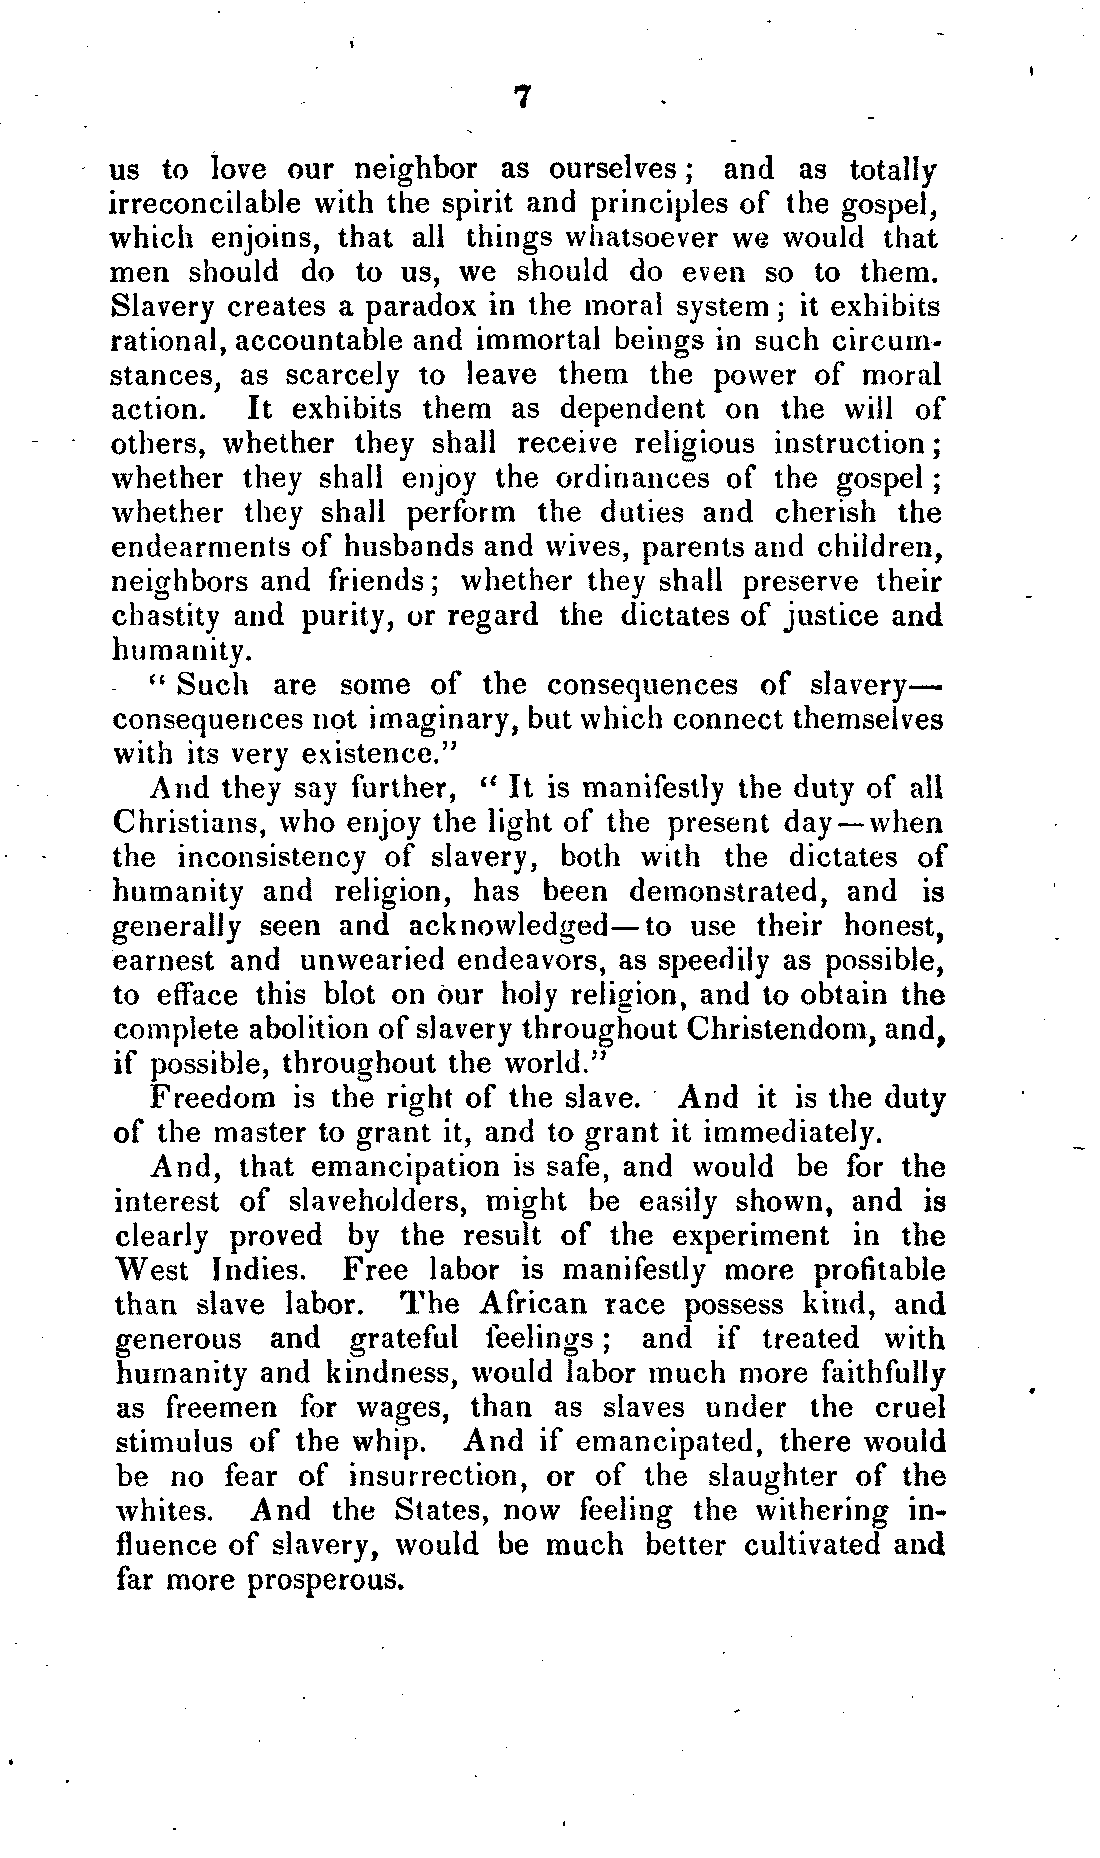 7
us to love our neighbor as ourselves; and as totally
irreconcilable with the spirit and principles of the gospel,
which enjoins, that all things whatsoever we would that
men should do to us, we should do even so to them.
Slavery creates a paradox in the moral system; it exhibits
rational, accountable and immortal beings in such circum-
stances, as scarcely to leave them the power of moral
action. It exhibits them as dependent on the will of
others, whether they shall receive religious instruction;
whether they shall enjoy the ordinances of the gospel;
whether they shall perform the duties and cherish the
endearments of husbands and wives, parents and children,
neighbors and friends; whether they shall preserve their
chastity and purity, or regard the dictates of justice and
humanity.
"Such are some of the consequences of slavery—
consequences not imaginary, but which connect themselves
with its very existence."
And they say further, "It is manifestly the duty of all
Christians, who enjoy the light of the present day—when
the inconsistency of slavery, both with the dictates of
humanity and religion, has been demonstrated, and is
generally seen and acknowledged—to use their honest,
earnest and unwearied endeavors, as speedily as possible,
to efface this blot on our holy religion, and to obtain the
complete abolition of slavery throughout Christendom, and,
if possible, throughout the world."
Freedom is the right of the slave. And it is the duty
of the master to grant it, and to grant it immediately.
And, that emancipation is safe, and would be for the
interest of slaveholders, might be easily shown, and is
clearly proved by the result of the experiment in the
West Indies. Free labor is manifestly more profitable
than slave labor. The African race possess kind, and
generous and grateful feelings; and if treated with
humanity and kindness, would labor much more faithfully
as freemen for wages, than as slaves under the cruel
stimulus of the whip. And if emancipated, there would
be no fear of insurrection, or of the slaughter of the
whites. And the States, now feeling the withering in-
fluence of slavery, would be much better cultivated and
far more prosperous.